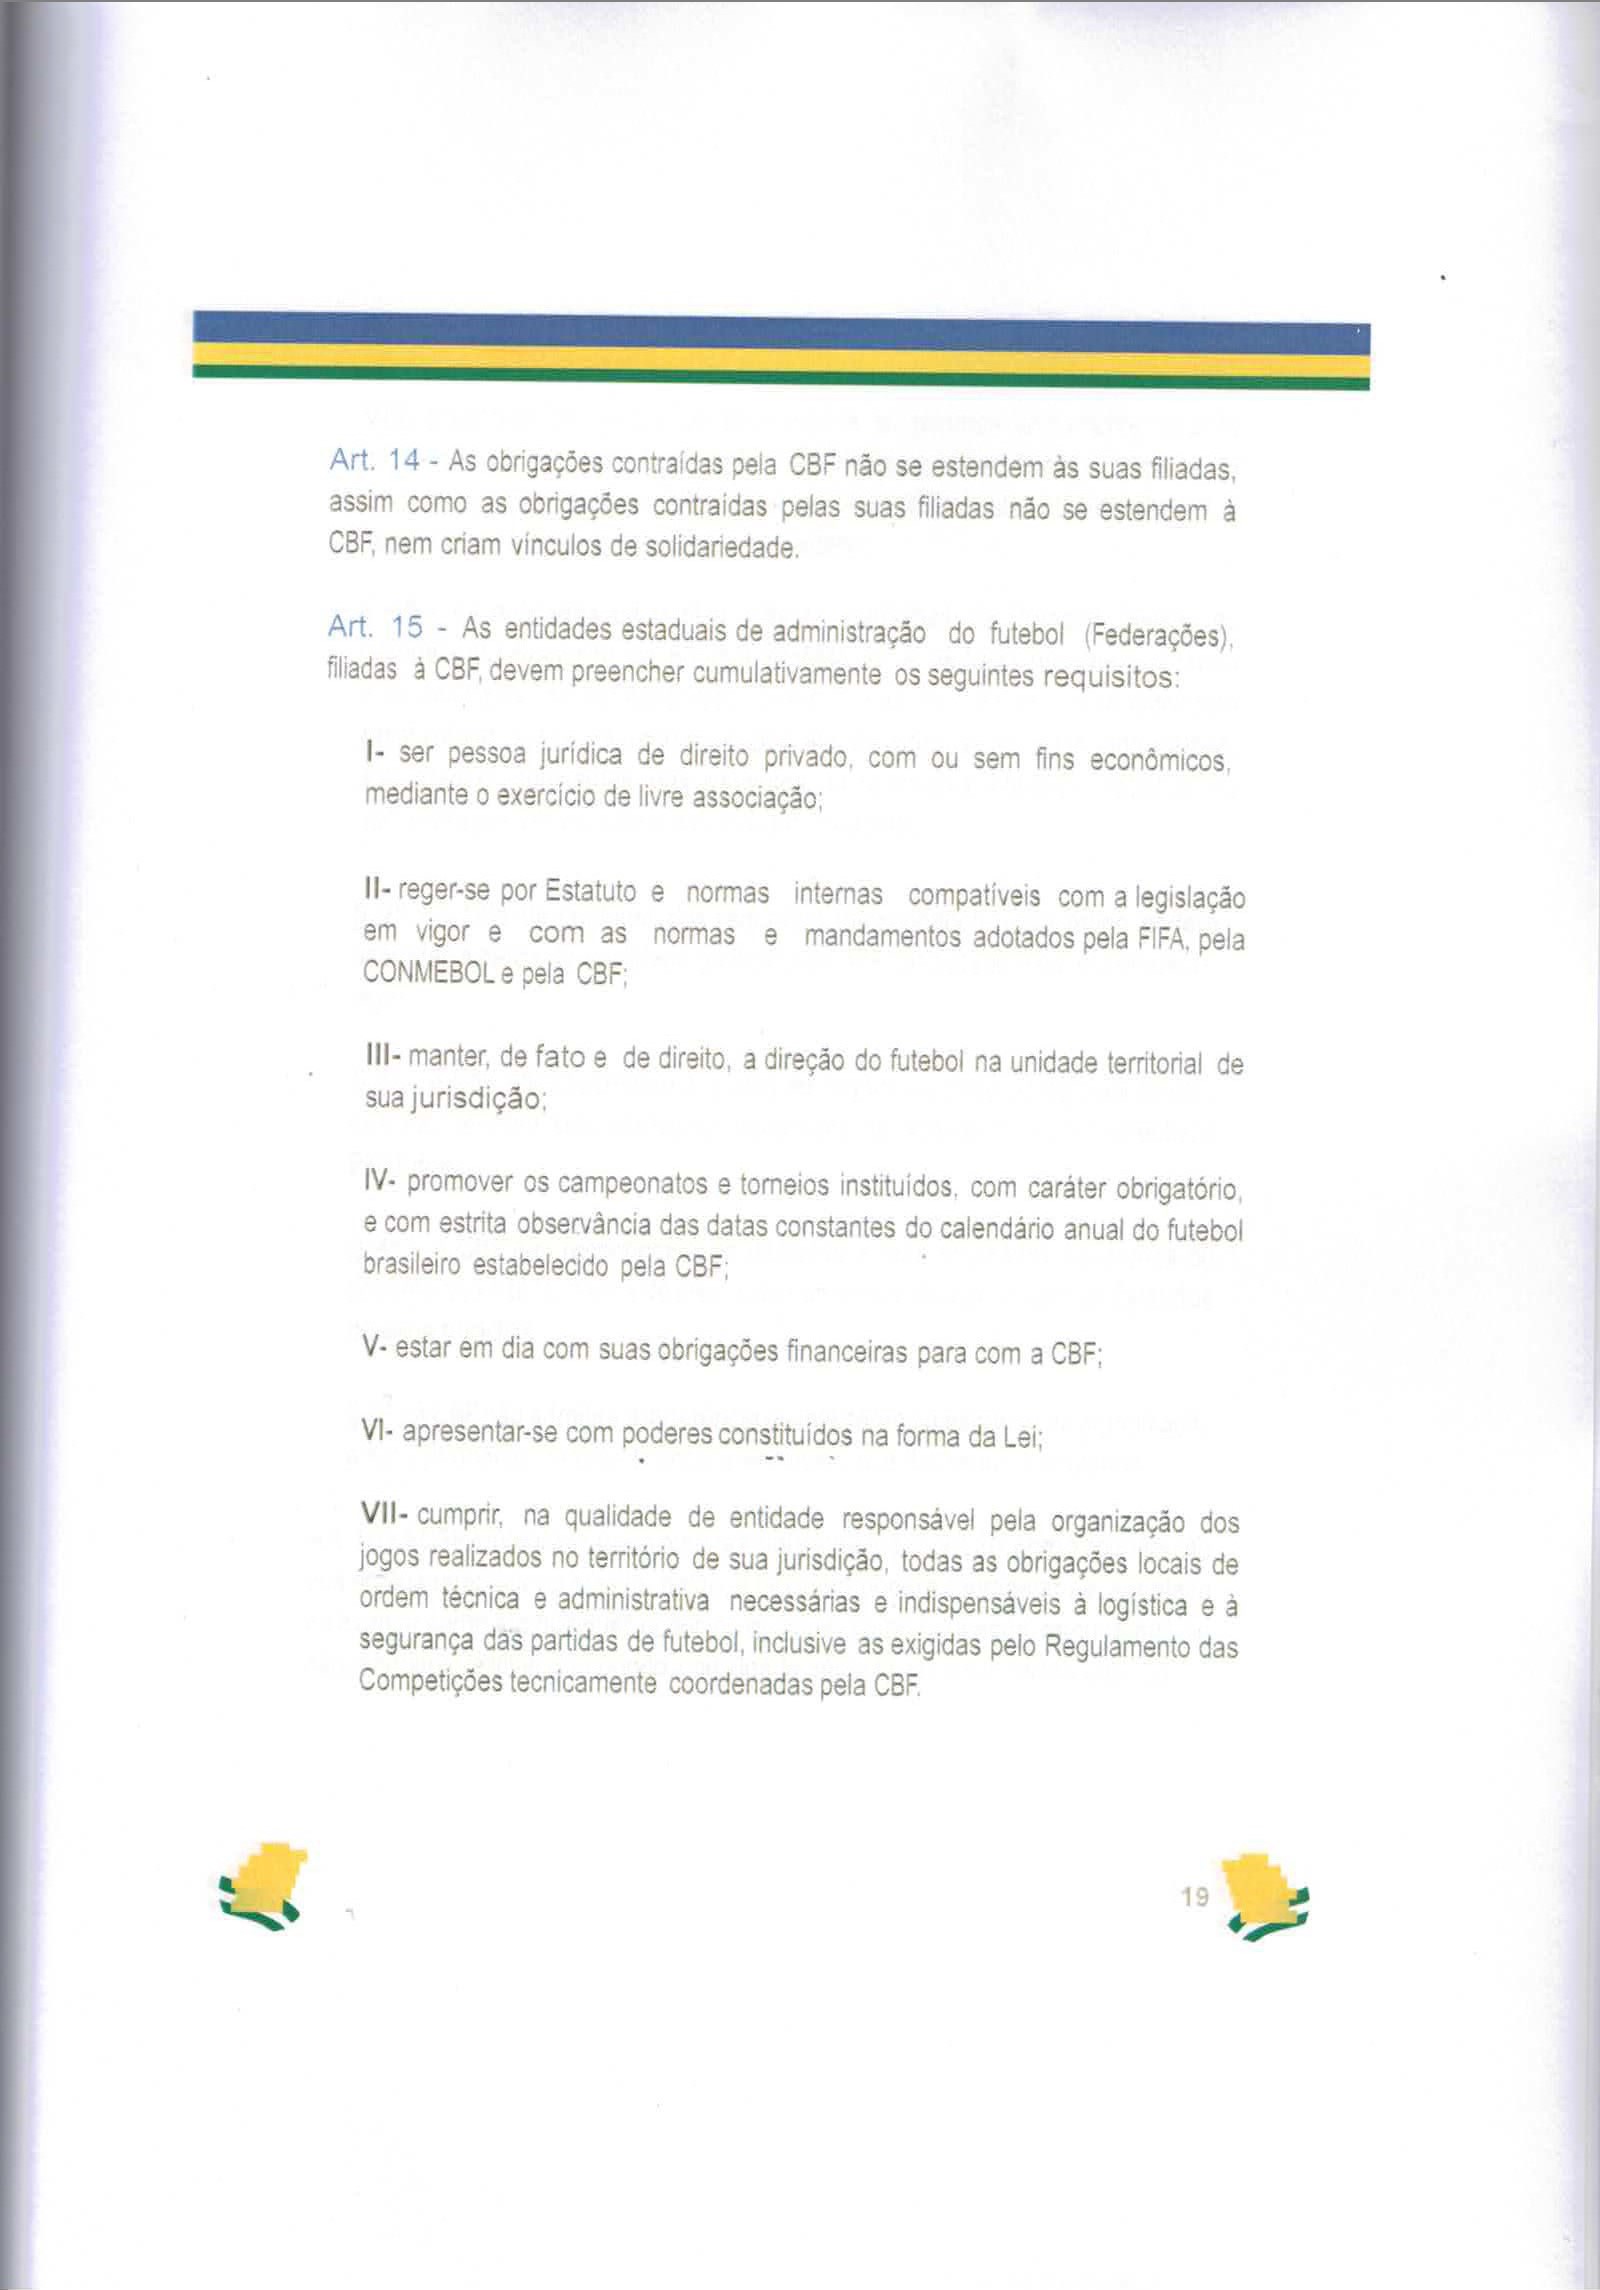 Art. 14 - As obrigações contraídas pela CBF não se estendem às suas filiadas,
assim como as obrigações contraídas pelas suas filiadas não se estendem à
CBF, nem criam vínculos de solidariedade.
Art. 15 - As entidades estaduais de administração do futebol (Federações),
filiadas à CBF, devem preencher cumulativamente os seguintes requisitos:
I- ser pessoa jurídica de direito privado, com ou sem fins econômicos,
mediante o exercício de livre associação;
II- reger-se por Estatuto e normas internas compatíveis com a legislação
em vigor e com as normas e mandamentos adotados pela FIFA, pela
CONMEBOL e pela CBF;
III- manter, de fato e de direito, a direção do futebol na unidade territorial de
sua jurisdição;
IV- promover os campeonatos e torneios instituídos, com caráter obrigatório,
e com estrita observância das datas constantes do calendário anual do futebol
brasileiro estabelecido pela CBF;
V- estar em dia com suas obrigações financeiras para com a CBF;
VI- apresentar-se com poderes constituídos na forma da Lei;
VII- cumprir, na qualidade de entidade responsável pela organização dos
jogos realizados no território de sua jurisdição, todas as obrigações locais de
ordem técnica e administrativa necessárias e indispensáveis à logística e à
segurança das partidas de futebol, inclusive as exigidas pelo Regulamento das
Competições tecnicamente coordenadas pela CBF.
19